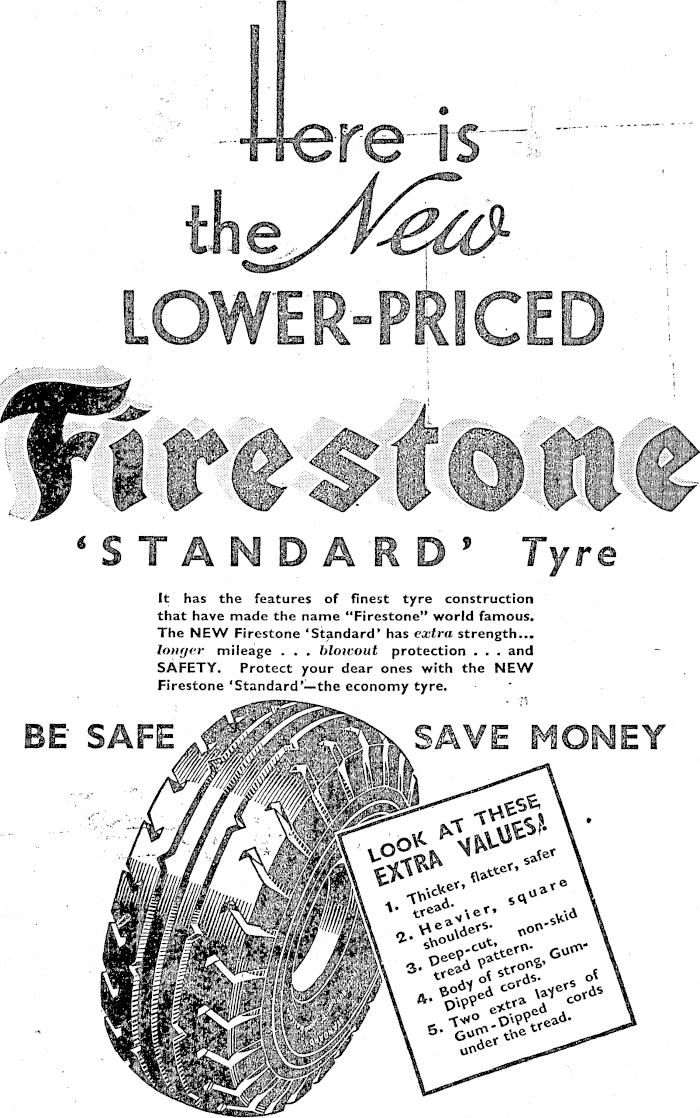 Here is
the New
LOWER-PRICED
Firestone
‘STANDARD’ Tyre
It has the features of finest tyre construction
that have made the name “Firestone” world famous.
The NEW Firestone ‘Standard’ has extra strength...
longer mileage . . . blowout protection . . . and
SAFETY. Protect your dear ones with the NEW
Firestone ‘Standard’—the economy tyre.
BE SAFE SAVE MONEY
LOOK AT THESE
EXTRA VALUES!
1. Thicker, flatter, safer
tread.
2. Heavier, square
shoulders.
3. Deep-cut, non-skid
tread pattern.
4. Body of strong, Gum-
Dipped cords.
5. Two extra layers of
Gum-Dipped cords
under the tread.